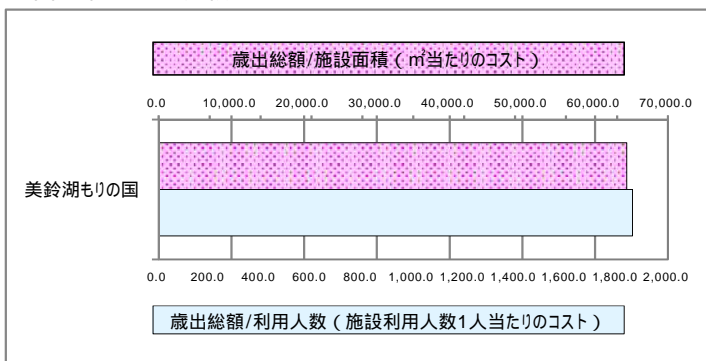 歳出総額/施設面積（㎡当たりのコスト）
0.0 10,000.0 20,000.0 30,000.0 40,000.0 50,000.0 60,000.0 70,000.0
美鈴湖もりの国
0.0 200.0 400.0 600.0 800.0 1,000.0 1,200.0 1,400.0 1,600.0 1,800.0 2,000.0
歳出総額/利用人数（施設利用人数1人当たりのコスト）